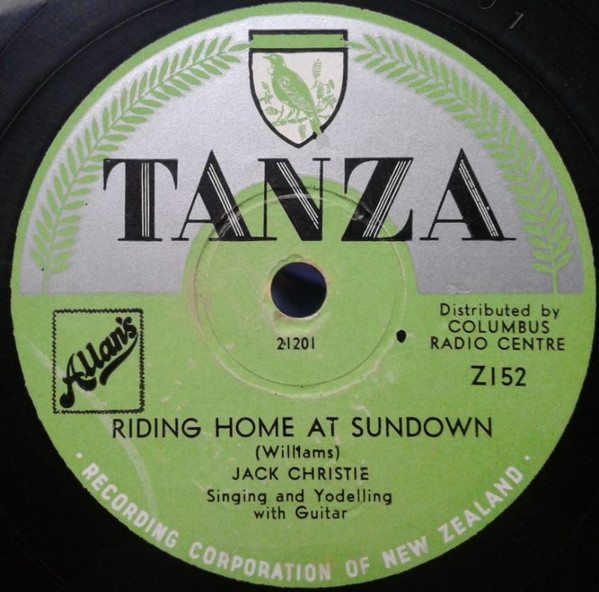 TANZA
21201
Allan's
Distributed by
COLUMBUS
RADIO CENTRE
Z152
RIDING HOME AT SUNDOWN
(Williams)
JACK CHRISTIE
Singing and Yodelling
with Guitar
· RECORDING CORPORATION OF NEW ZEALAND ·